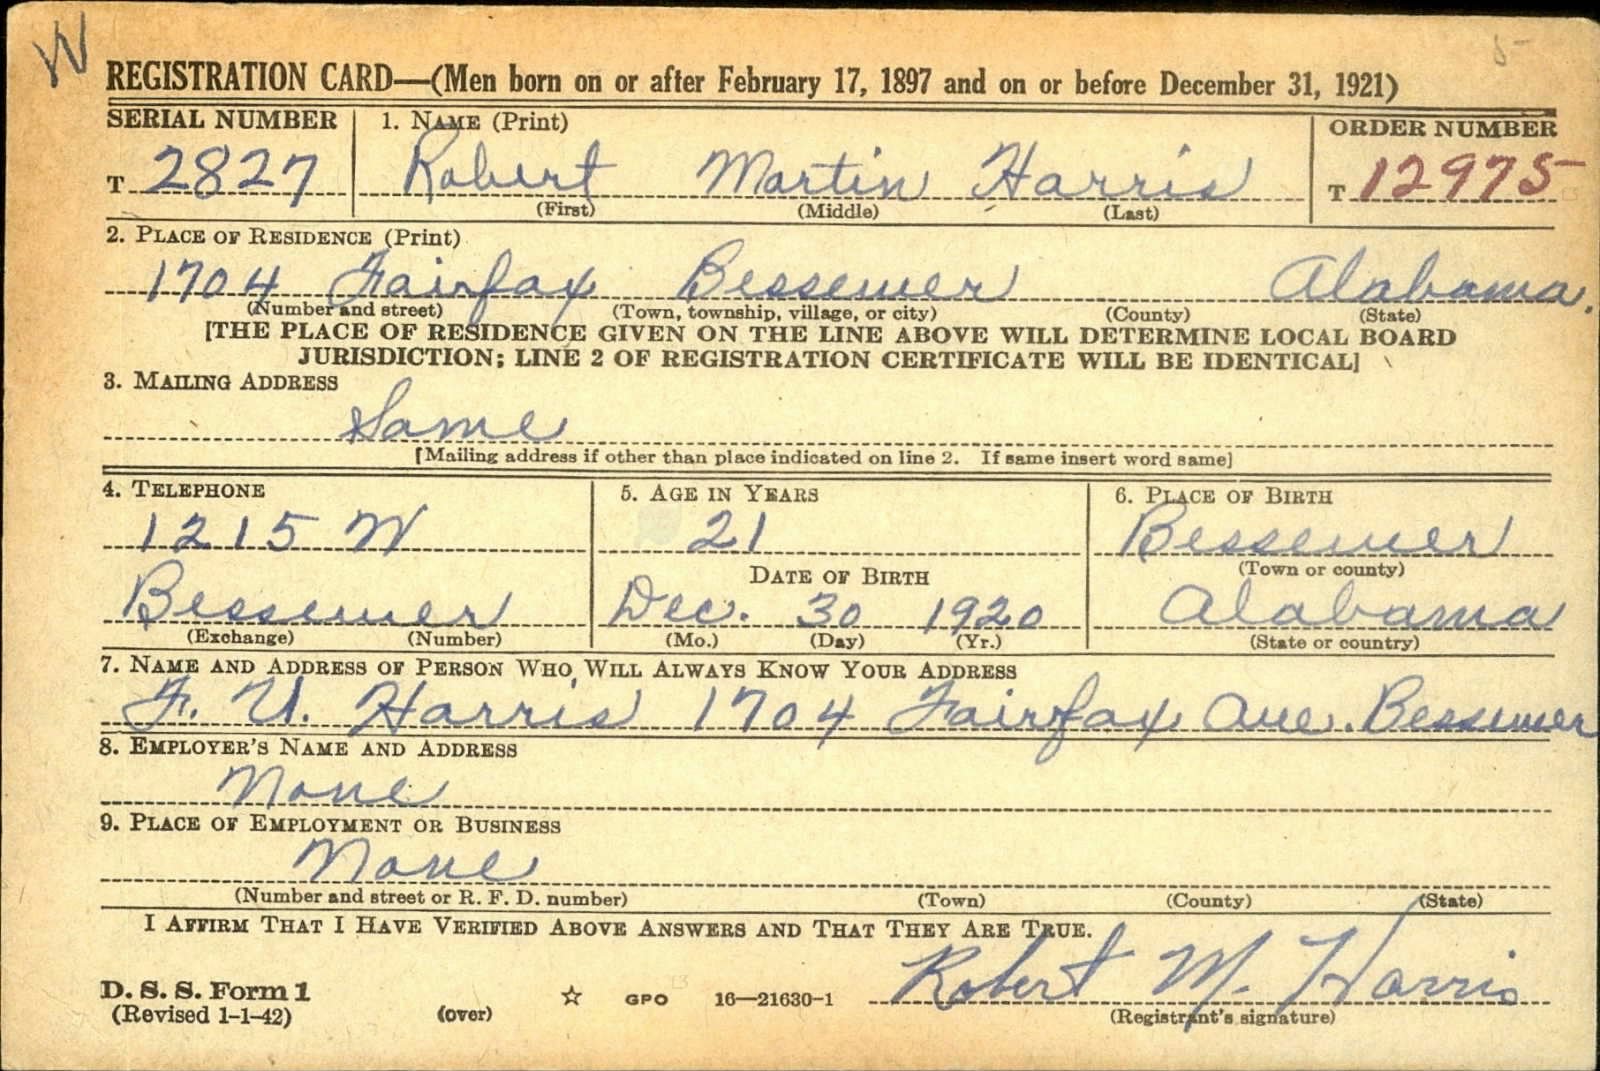 W
REGISTRATION CARD—(Men born on or after February 17, 1897 and on or before December 31, 1921)
SERIAL NUMBER 1. NAME (Print) ORDER NUMBER
T 2827 Robert Martin Harris T 12975
(First) (Middle) (Last)
2. PLACE OF RESIDENCE (Print)
1704 Fairfax Bessemer Alabama.
(Number and street) (Town, township, village, or city) (County) (State)
[THE PLACE OF RESIDENCE GIVEN ON THE LINE ABOVE WILL DETERMINE LOCAL BOARD
JURISDICTION; LINE 2 OF REGISTRATION CERTIFICATE WILL BE IDENTICAL]
3. MAILING ADDRESS
Same
[Mailing address if other than place indicated on line 2. If same insert word same]
4. TELEPHONE 5. AGE IN YEARS 6. PLACE OF BIRTH
1215 W 21 Bessemer
DATE OF BIRTH (Town or county)
Bessemer Dec. 30 1920 Alabama
(Exchange) (Number) (Mo.) (Day) (Yr.) (State or country)
7. NAME AND ADDRESS OF PERSON WHO WILL ALWAYS KNOW YOUR ADDRESS
F. U. Harris 1704 Fairfax Ave. Bessemer
8. EMPLOYER'S NAME AND ADDRESS
None
9. PLACE OF EMPLOYMENT OR BUSINESS
None
(Number and street or R. F. D. number) (Town) (County) (State)
I AFFIRM THAT I HAVE VERIFIED ABOVE ANSWERS AND THAT THEY ARE TRUE.
D. S. S. Form 1
(Revised 1-1-42) (over) ☆ GPO 16—21630-1 Robert M. Harris
(Registrant's signature)